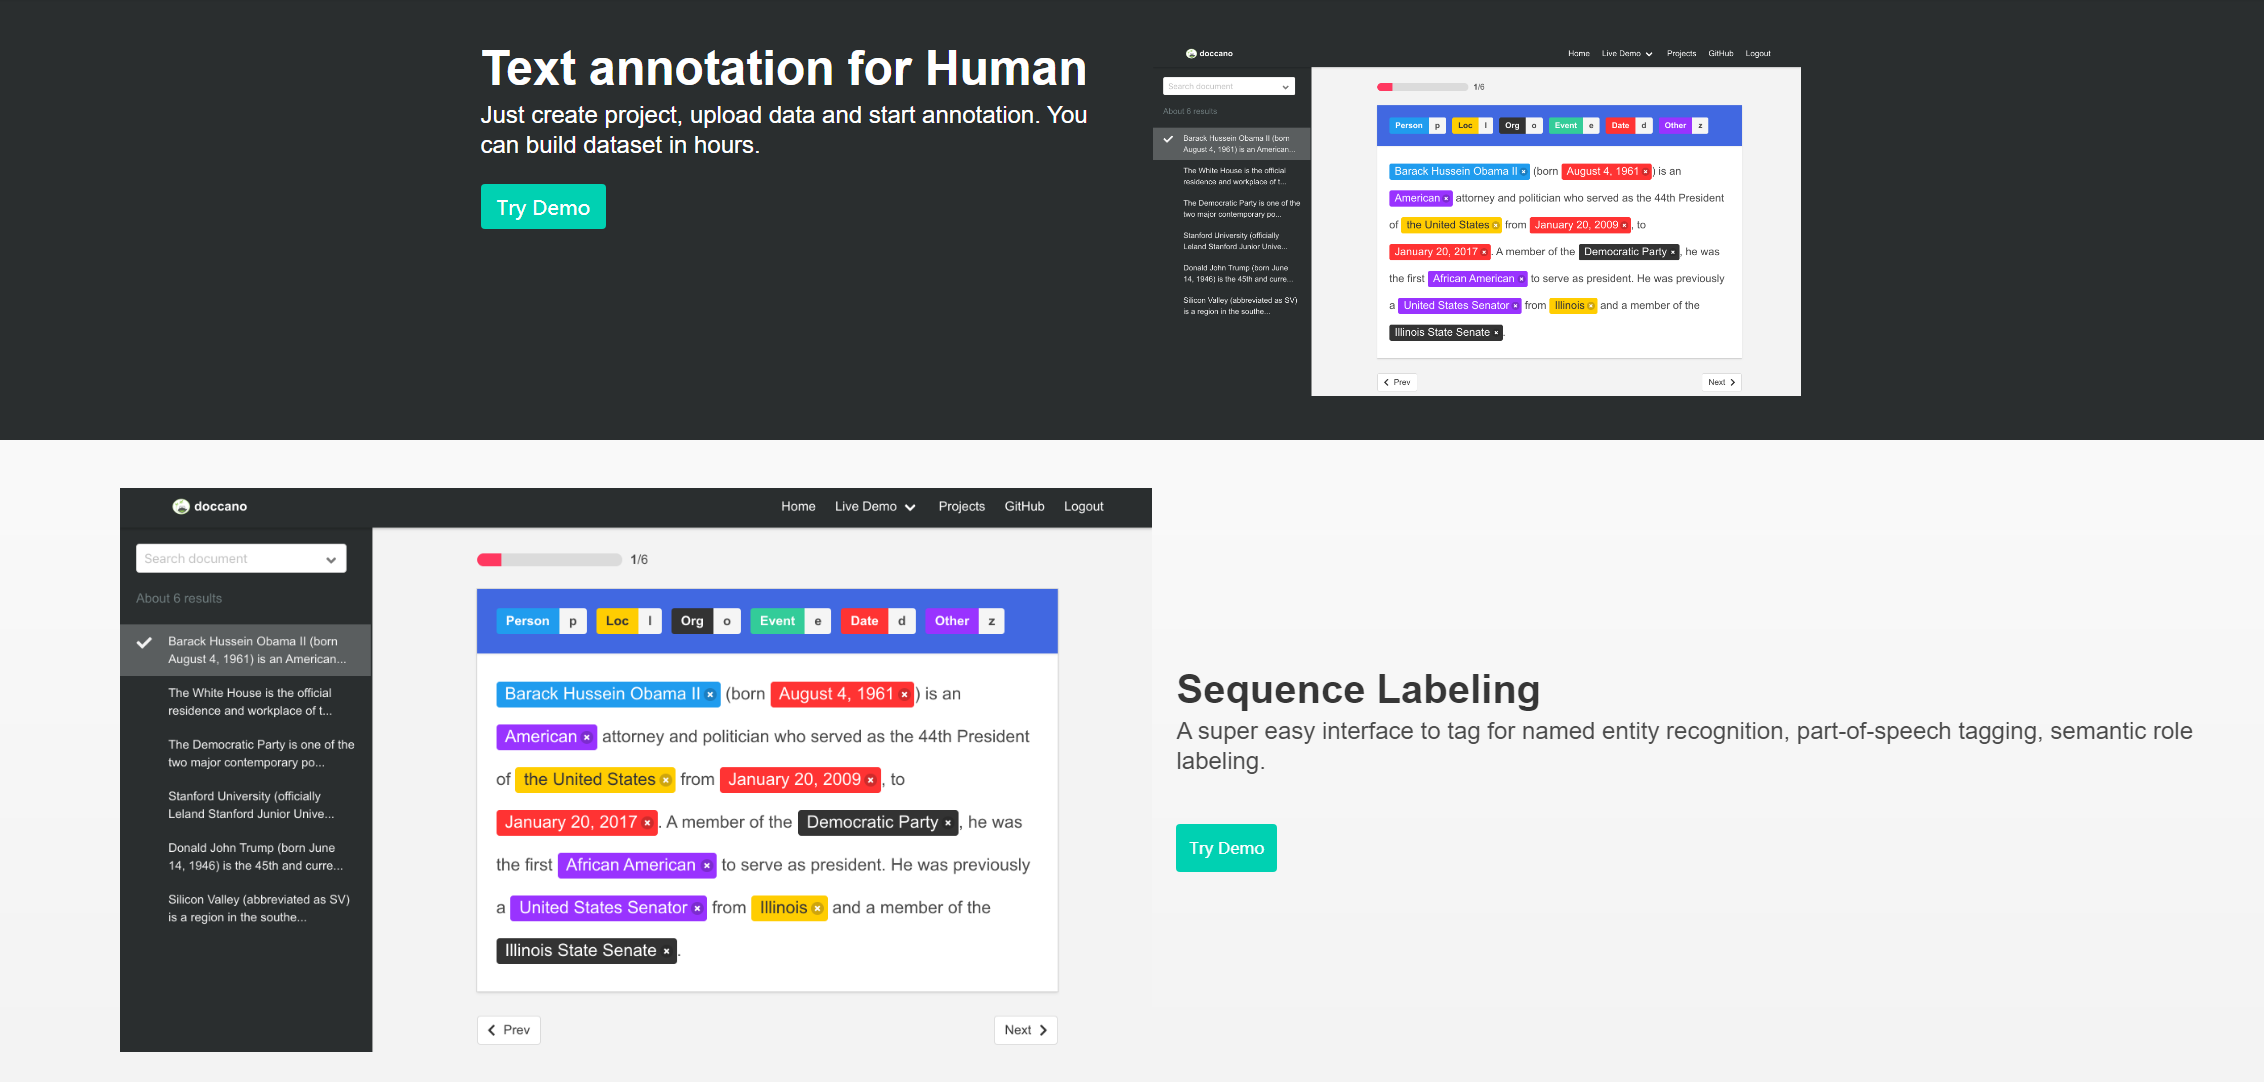 Text annotation for Human
Just create project, upload data and start annotation. You
can build dataset in hours.
Try Demo
doccano
Home Live Demo Projects GitHub Logout
Search document
About 6 results
Barack Hussein Obama II (born
August 4, 1961) is an American...
The White House is the official
residence and workplace of t...
The Democratic Party is one of the
two major contemporary po...
Stanford University (officially
Leland Stanford Junior Unive...
Donald John Trump (born June
14, 1946) is the 45th and curre...
Silicon Valley (abbreviated as SV)
is a region in the southe...
1/6
Person p Loc l Org o Event e Date d Other z
Barack Hussein Obama II (born August 4, 1961) is an
American attorney and politician who served as the 44th President
of the United States from January 20, 2009, to
January 20, 2017. A member of the Democratic Party, he was
the first African American to serve as president. He was previously
a United States Senator from Illinois and a member of the
Illinois State Senate.
Prev Next
doccano
Home Live Demo Projects GitHub Logout
Search document
About 6 results
Barack Hussein Obama II (born
August 4, 1961) is an American...
The White House is the official
residence and workplace of t...
The Democratic Party is one of the
two major contemporary po...
Stanford University (officially
Leland Stanford Junior Unive...
Donald John Trump (born June
14, 1946) is the 45th and curre...
Silicon Valley (abbreviated as SV)
is a region in the southe...
1/6
Person p Loc l Org o Event e Date d Other z
Barack Hussein Obama II (born August 4, 1961) is an
American attorney and politician who served as the 44th President
of the United States from January 20, 2009, to
January 20, 2017. A member of the Democratic Party, he was
the first African American to serve as president. He was previously
a United States Senator from Illinois and a member of the
Illinois State Senate.
Prev Next
Sequence Labeling
A super easy interface to tag for named entity recognition, part-of-speech tagging, semantic role
labeling.
Try Demo